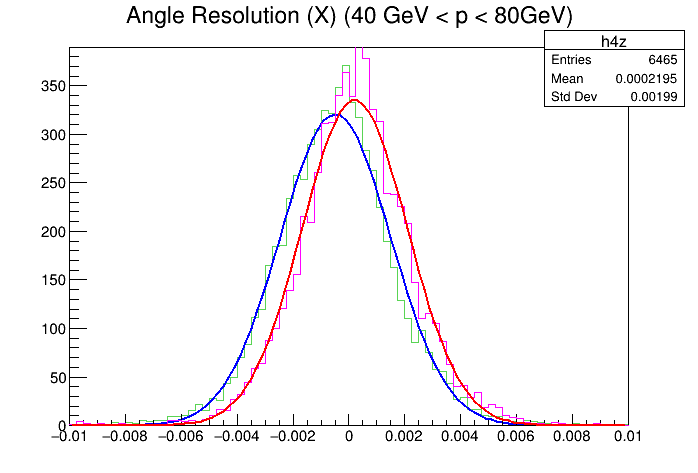 Angle Resolution (X) (40 GeV < p < 80GeV)
h4z
Entries 6465
Mean 0.0002195
Std Dev 0.00199
350
300
250
200
150
100
50
0
−0.01 −0.008 −0.006 −0.004 −0.002 0 0.002 0.004 0.006 0.008 0.01